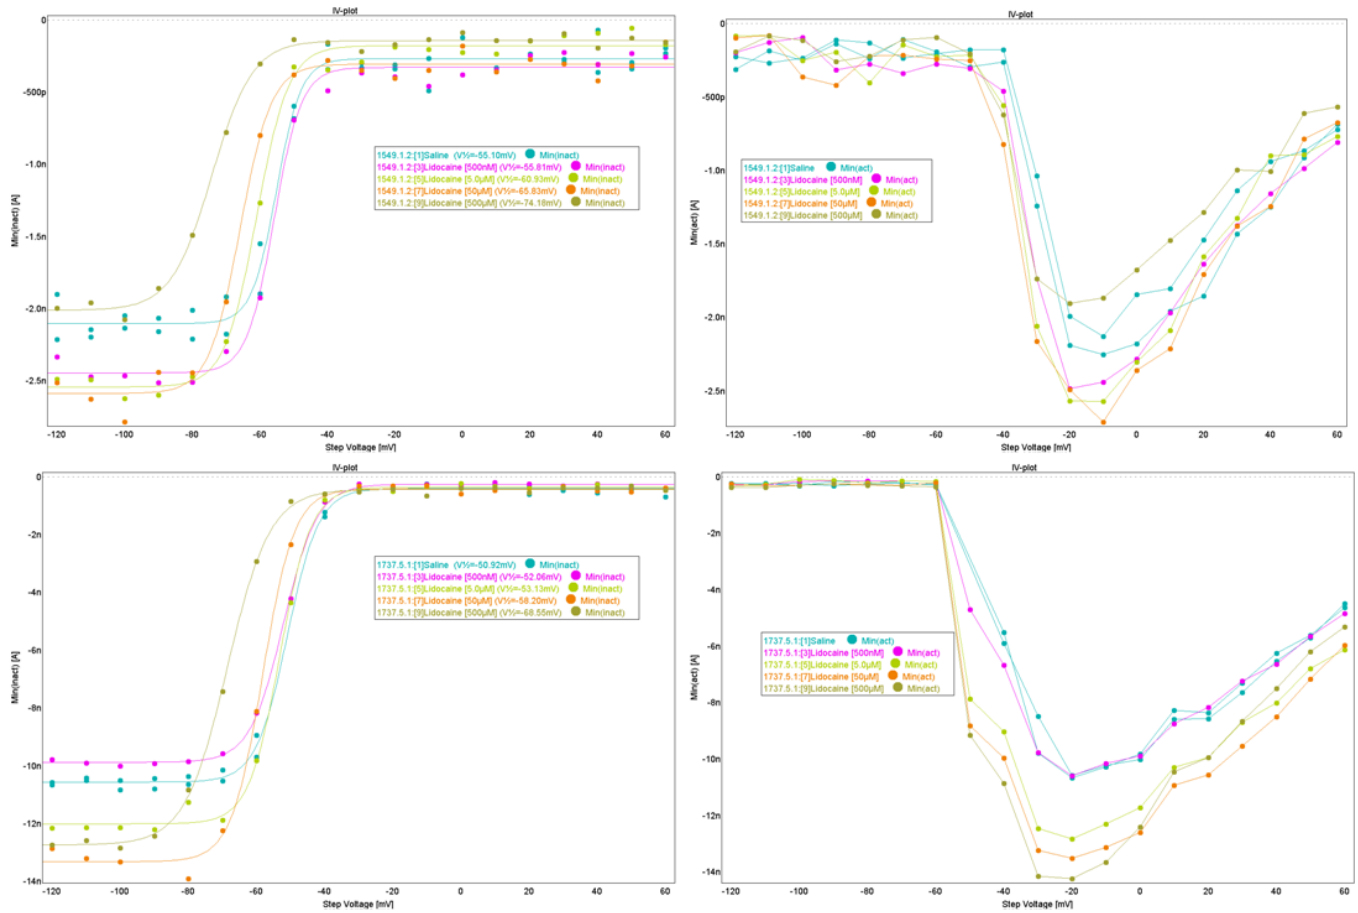 IV-plot
0
-500p
-1.0n
-1.5n
-2.0n
-2.5n
Min(inact) [A]
1549.1.2:[1]Saline (V½=-55.10mV) Min(inact)
1549.1.2:[3]Lidocaine [500nM] (V½=-55.81mV) Min(inact)
1549.1.2:[5]Lidocaine [5.0µM] (V½=-60.93mV) Min(inact)
1549.1.2:[7]Lidocaine [50µM] (V½=-65.83mV) Min(inact)
1549.1.2:[9]Lidocaine [500µM] (V½=-74.18mV) Min(inact)
-120 -100 -80 -60 -40 -20 0 20 40 60
Step Voltage [mV]
IV-plot
0
-500p
-1.0n
-1.5n
-2.0n
-2.5n
Min(act) [A]
1549.1.2:[1]Saline Min(act)
1549.1.2:[3]Lidocaine [500nM] Min(act)
1549.1.2:[5]Lidocaine [5.0µM] Min(act)
1549.1.2:[7]Lidocaine [50µM] Min(act)
1549.1.2:[9]Lidocaine [500µM] Min(act)
-120 -100 -80 -60 -40 -20 0 20 40 60
Step Voltage [mV]
IV-plot
0
-2n
-4n
-6n
-8n
-10n
-12n
-14n
Min(inact) [A]
1737.5.1:[1]Saline (V½=-50.92mV) Min(inact)
1737.5.1:[3]Lidocaine [500nM] (V½=-52.06mV) Min(inact)
1737.5.1:[5]Lidocaine [5.0µM] (V½=-53.13mV) Min(inact)
1737.5.1:[7]Lidocaine [50µM] (V½=-58.20mV) Min(inact)
1737.5.1:[9]Lidocaine [500µM] (V½=-68.55mV) Min(inact)
-120 -100 -80 -60 -40 -20 0 20 40 60
Step Voltage [mV]
IV-plot
0
-2n
-4n
-6n
-8n
-10n
-12n
-14n
Min(act) [A]
1737.5.1:[1]Saline Min(act)
1737.5.1:[3]Lidocaine [500nM] Min(act)
1737.5.1:[5]Lidocaine [5.0µM] Min(act)
1737.5.1:[7]Lidocaine [50µM] Min(act)
1737.5.1:[9]Lidocaine [500µM] Min(act)
-120 -100 -80 -60 -40 -20 0 20 40 60
Step Voltage [mV]